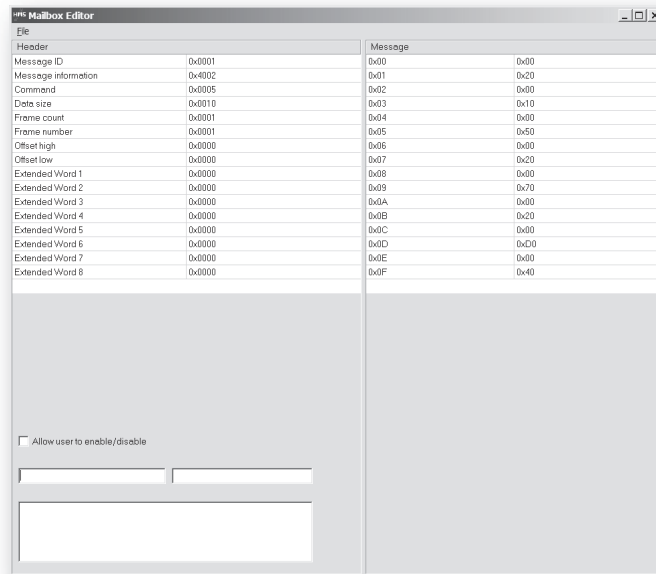 HMS Mailbox Editor
File
Header
Message ID 0x0001
Message information 0x4002
Command 0x0005
Data size 0x0010
Frame count 0x0001
Frame number 0x0001
Offset high 0x0000
Offset low 0x0000
Extended Word 1 0x0000
Extended Word 2 0x0000
Extended Word 3 0x0000
Extended Word 4 0x0000
Extended Word 5 0x0000
Extended Word 6 0x0000
Extended Word 7 0x0000
Extended Word 8 0x0000
Allow user to enable/disable
Message
0x00 0x00
0x01 0x20
0x02 0x00
0x03 0x10
0x04 0x00
0x05 0x50
0x06 0x00
0x07 0x20
0x08 0x00
0x09 0x70
0x0A 0x00
0x0B 0x20
0x0C 0x00
0x0D 0xD0
0x0E 0x00
0x0F 0x40